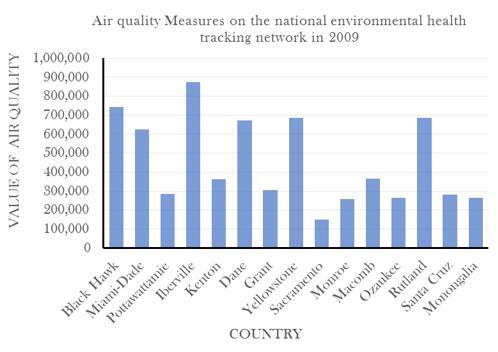 Air quality Measures on the national environmental health
tracking network in 2009
VALUE OF AIR QUALITY
1,000,000
900,000
800,000
700,000
600,000
500,000
400,000
300,000
200,000
100,000
0
Black Hawk
Miami-Dade
Pottawattamie
Iberville
Kenton
Dane
Grant
Yellowstone
Sacramento
Monroe
Macomb
Ozaukee
Rutland
Santa Cruz
Monongalia
COUNTRY